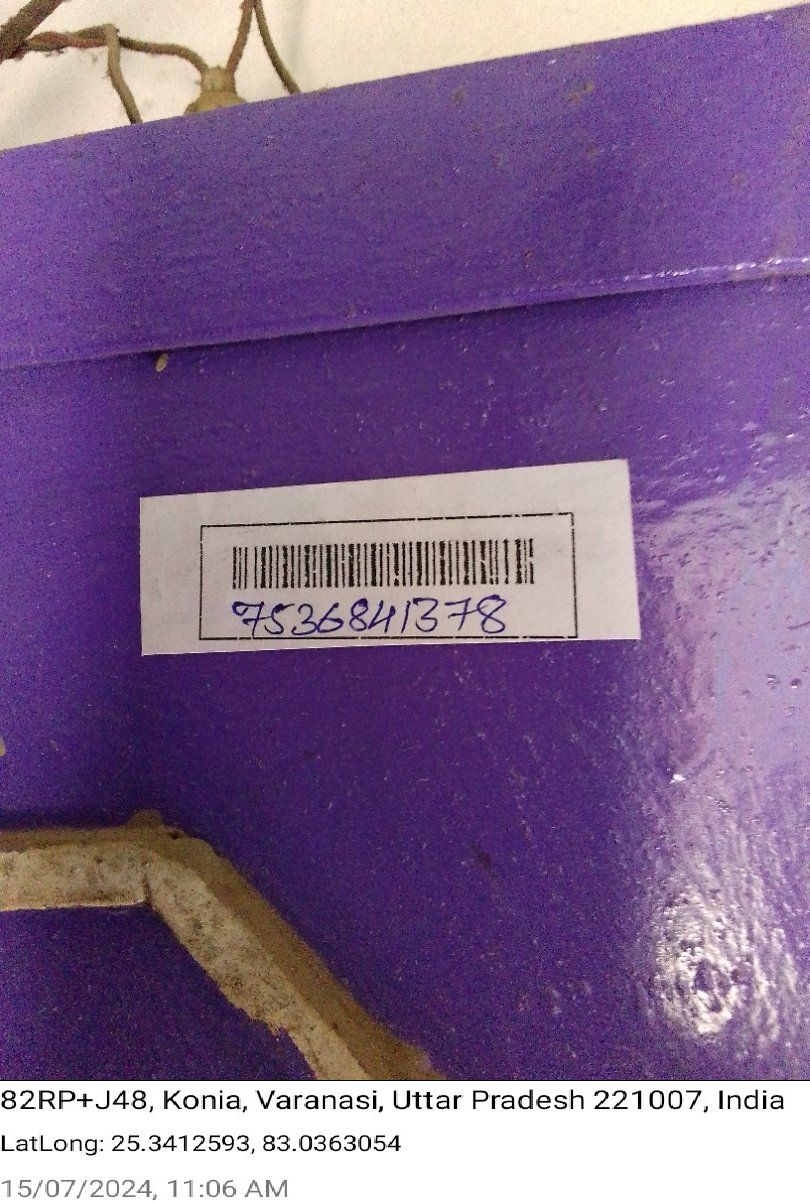 7536841378
82RP+J48, Konia, Varanasi, Uttar Pradesh 221007, India
LatLong: 25.3412593, 83.0363054
15/07/2024, 11:06 AM